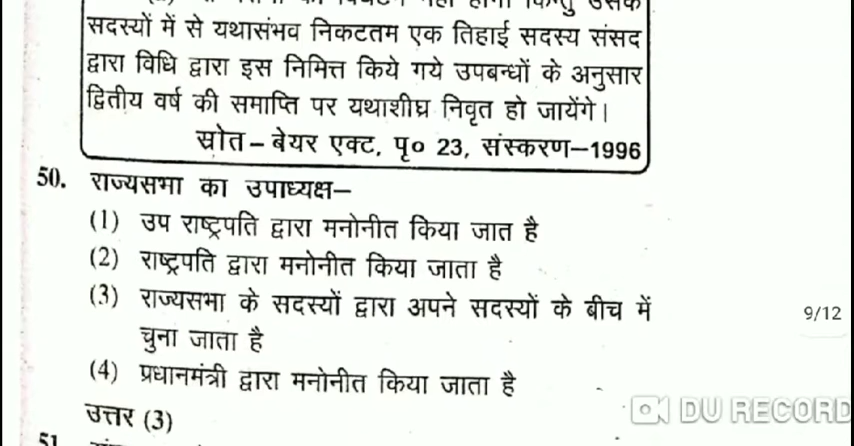 सदस्यों में से यथासंभव निकटतम एक तिहाई सदस्य संसद
द्वारा विधि द्वारा इस निमित्त किये गये उपबन्धों के अनुसार
द्वितीय वर्ष की समाप्ति पर यथाशीघ्र निवृत हो जायेंगे।
स्रोत – बेयर एक्ट, पृ० 23, संस्करण–1996
50. राज्यसभा का उपाध्यक्ष–
(1) उप राष्ट्रपति द्वारा मनोनीत किया जात है
(2) राष्ट्रपति द्वारा मनोनीत किया जाता है
(3) राज्यसभा के सदस्यों द्वारा अपने सदस्यों के बीच में
चुना जाता है
9/12
(4) प्रधानमंत्री द्वारा मनोनीत किया जाता है
उत्तर (3)
DU RECORD
51.